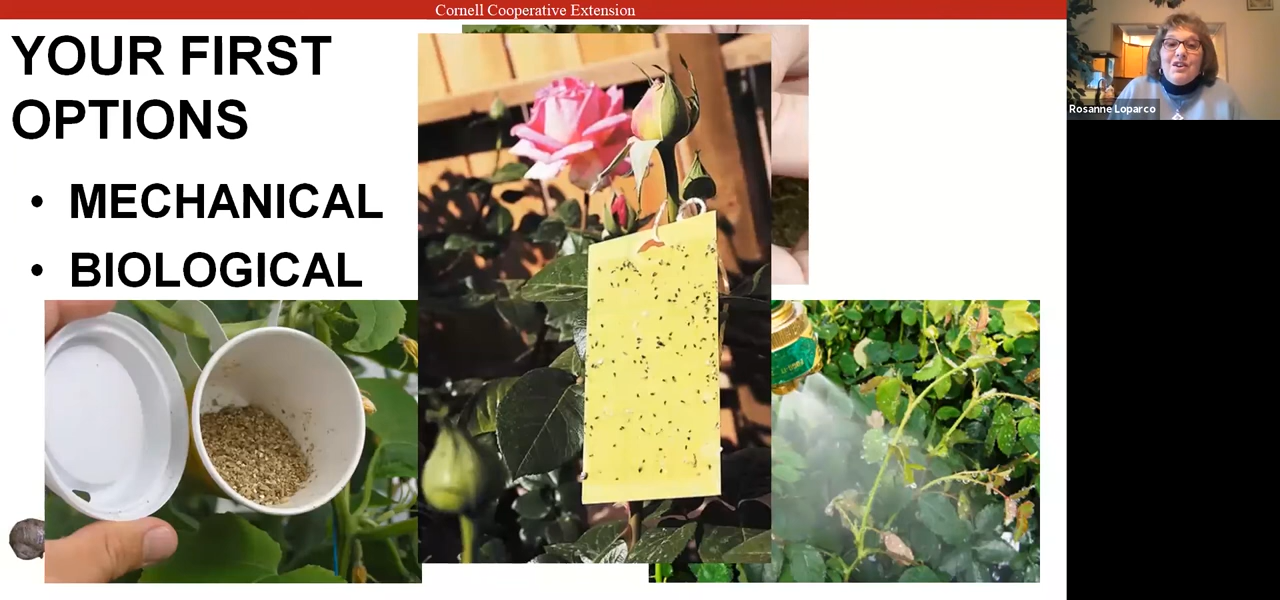 Cornell Cooperative Extension
YOUR FIRST
OPTIONS
• MECHANICAL
• BIOLOGICAL
Rosanne Loparco